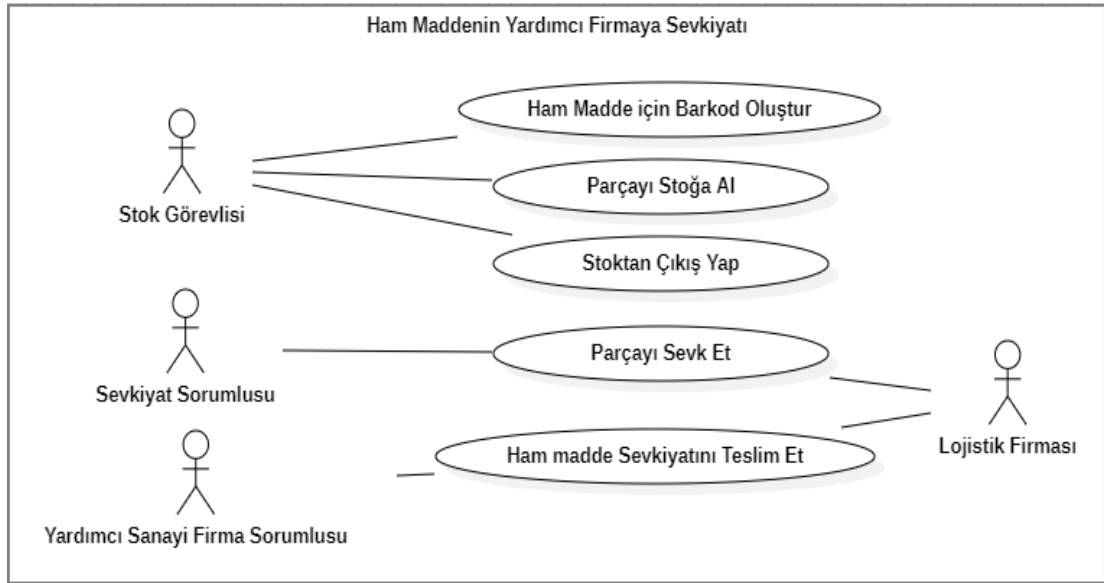 Ham Maddenin Yardımcı Firmaya Sevkiyatı
Ham Madde için Barkod Oluştur
Parçayı Stoğa Al
Stok Görevlisi
Stoktan Çıkış Yap
Parçayı Sevk Et
Sevkiyat Sorumlusu
Lojistik Firması
Ham madde Sevkiyatını Teslim Et
Yardımcı Sanayi Firma Sorumlusu